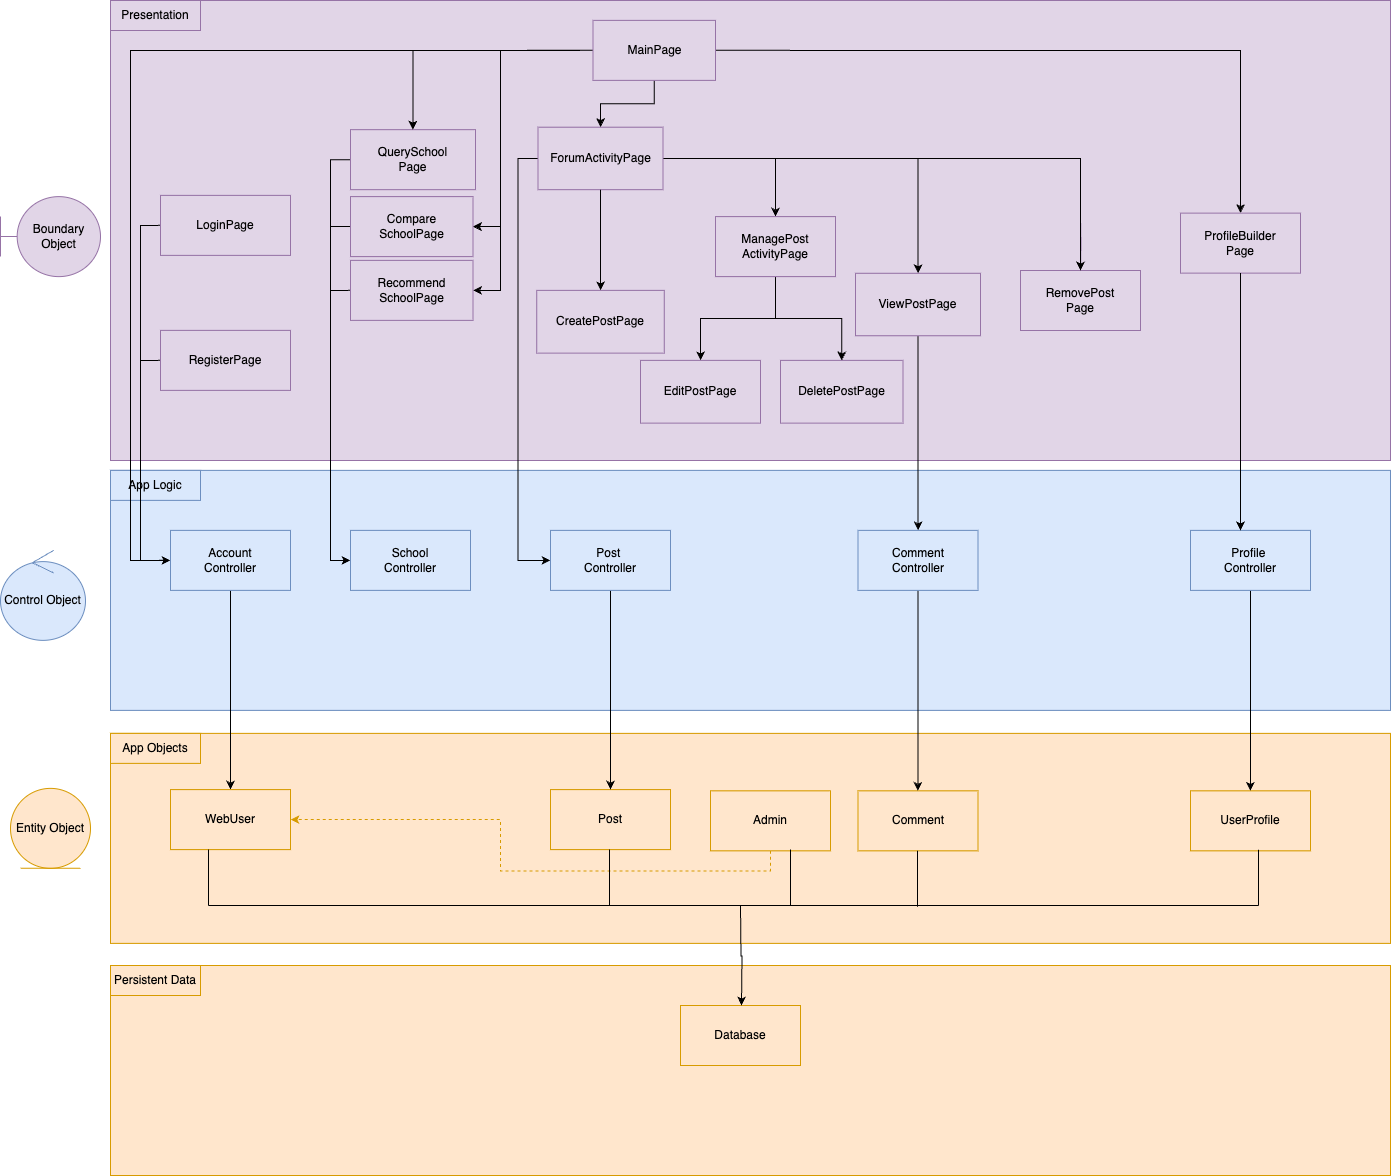 Presentation
MainPage
QuerySchool
Page
ForumActivityPage
Compare
SchoolPage
LoginPage
Boundary
Object
ManagePost
ActivityPage
ProfileBuilder
Page
Recommend
SchoolPage
ViewPostPage
RemovePost
Page
CreatePostPage
RegisterPage
EditPostPage
DeletePostPage
App Logic
Account
Controller
School
Controller
Post
Controller
Comment
Controller
Profile
Controller
Control Object
App Objects
Entity Object
WebUser
Post
Admin
Comment
UserProfile
Persistent Data
Database